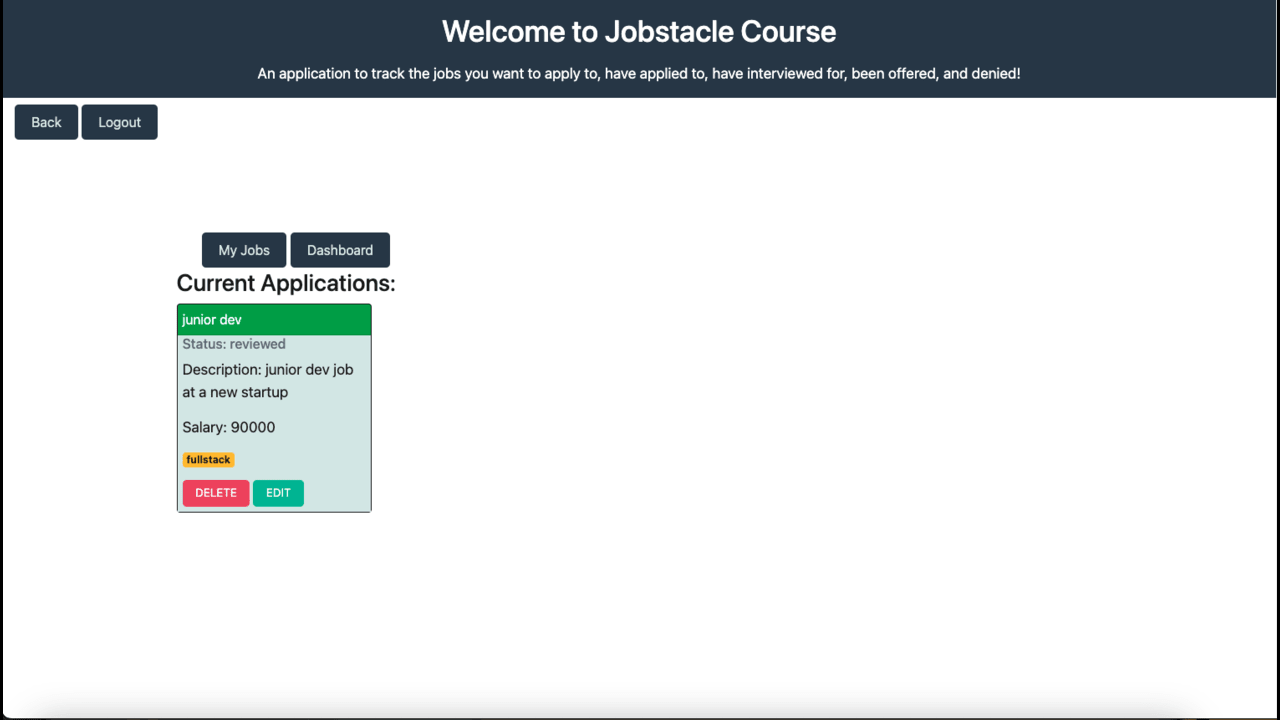 Welcome to Jobstacle Course
An application to track the jobs you want to apply to, have applied to, have interviewed for, been offered, and denied!
Back Logout
My Jobs Dashboard
Current Applications:
junior dev
Status: reviewed
Description: junior dev job
at a new startup
Salary: 90000
fullstack
DELETE EDIT